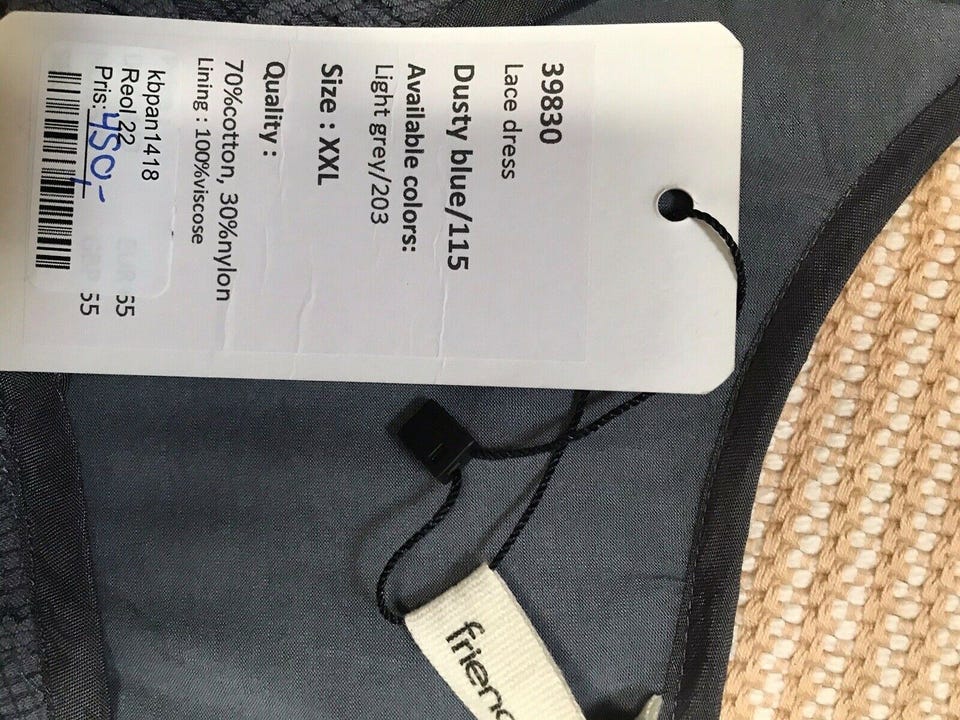 39830
Lace dress
Dusty blue/115
Available colors:
Light grey/203
Size : XXL
Quality :
70%cotton, 30%nylon
Lining : 100%viscose
kbpan1418
Reol 22
55
Pris: 450,-
55
frien